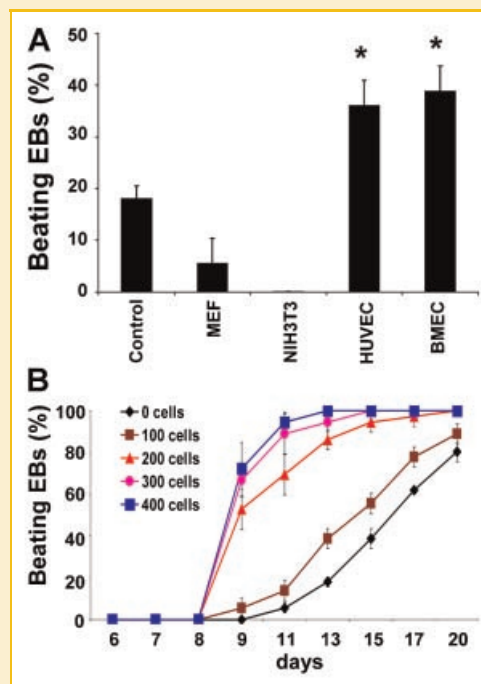 A
Beating EBs (%)
50
40
30
20
10
0
* *
Control
MEF
NIH3T3
HUVEC
BMEC
B
Beating EBs (%)
100
80
60
40
20
0
0 cells
100 cells
200 cells
300 cells
400 cells
6 7 8 9 11 13 15 17 20
days